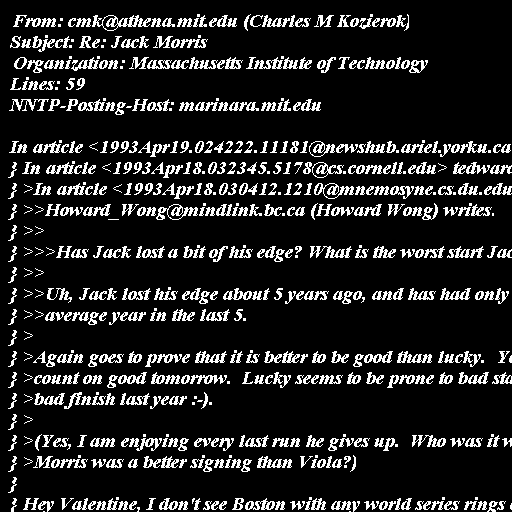 From: cmk@athena.mit.edu (Charles M Kozierok)
Subject: Re: Jack Morris
Organization: Massachusetts Institute of Technology
Lines: 59
NNTP-Posting-Host: marinara.mit.edu

In article <1993Apr19.024222.11181@newshub.ariel.yorku.ca
} In article <1993Apr18.032345.5178@cs.cornell.edu> tedward
} >In article <1993Apr18.030412.1210@mnemosyne.cs.du.edu
} >>Howard_Wong@mindlink.bc.ca (Howard Wong) writes.
} >>
} >>>Has Jack lost a bit of his edge? What is the worst start Jac
} >>
} >>Uh, Jack lost his edge about 5 years ago, and has had only
} >>average year in the last 5.
} >
} >Again goes to prove that it is better to be good than lucky.  Yo
} >count on good tomorrow.  Lucky seems to be prone to bad sta
} >bad finish last year :-).
} >
} >(Yes, I am enjoying every last run he gives up.  Who was it w
} >Morris was a better signing than Viola?)
}
} Hey Valentine, I don't see Boston with any world series rings